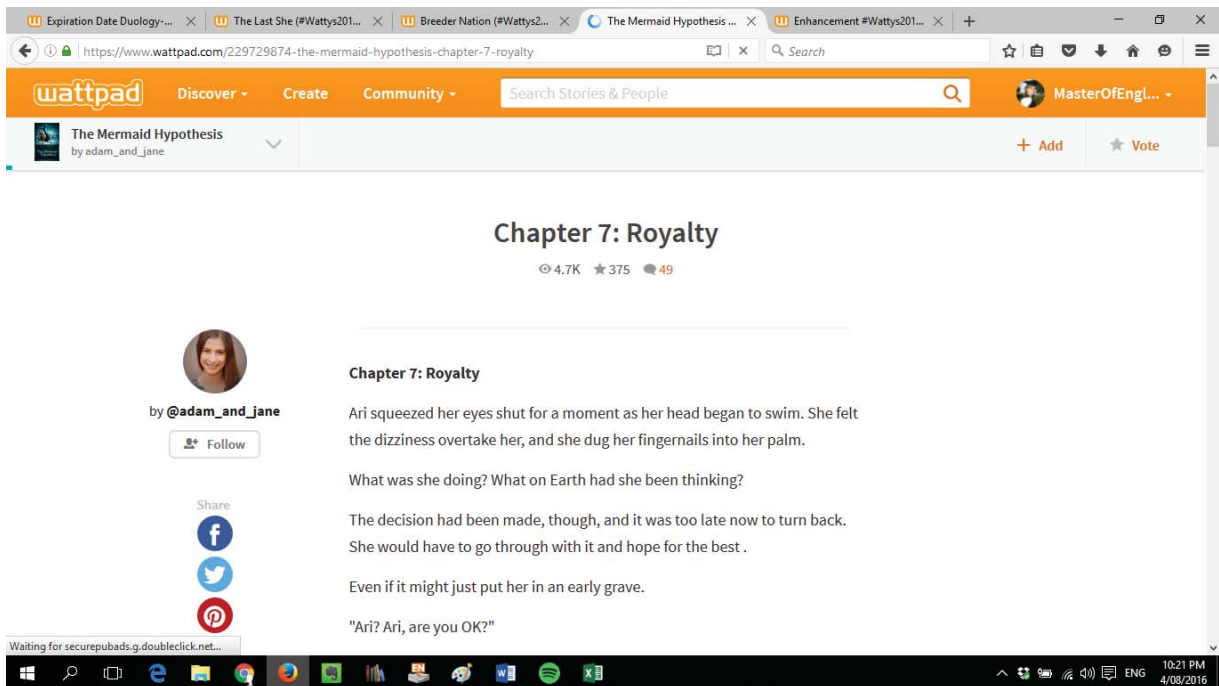 Expiration Date Duology-...
The Last She (#Wattys201...
Breeder Nation (#Wattys2...
The Mermaid Hypothesis ...
Enhancement #Wattys201...
https://www.wattpad.com/229729874-the-mermaid-hypothesis-chapter-7-royalty
Search
wattpad
Discover
Create
Community
Search Stories & People
MasterOfEngl...
The Mermaid Hypothesis
by adam_and_jane
+ Add
Vote
Chapter 7: Royalty
4.7K 375 49
by @adam_and_jane
Follow
Share
Chapter 7: Royalty
Ari squeezed her eyes shut for a moment as her head began to swim. She felt
the dizziness overtake her, and she dug her fingernails into her palm.
What was she doing? What on Earth had she been thinking?
The decision had been made, though, and it was too late now to turn back.
She would have to go through with it and hope for the best .
Even if it might just put her in an early grave.
"Ari? Ari, are you OK?"
Waiting for securepubads.g.doubleclick.net...
ENG
10:21 PM
4/08/2016